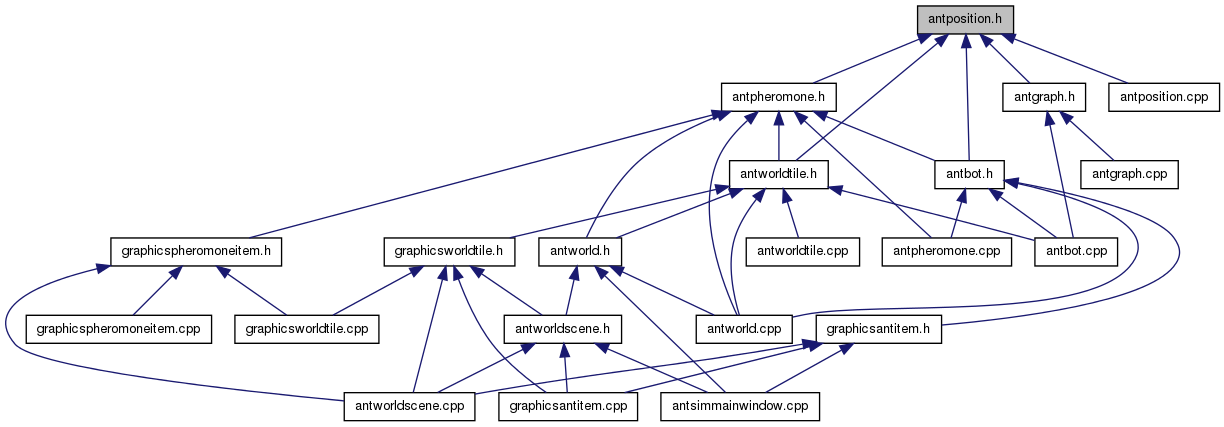 antposition.h
antpheromone.h
antgraph.h
antposition.cpp
antworldtile.h
antbot.h
antgraph.cpp
graphicspheromoneitem.h
graphicsworldtile.h
antworld.h
antworldtile.cpp
antpheromone.cpp
antbot.cpp
graphicspheromoneitem.cpp
graphicsworldtile.cpp
antworldscene.h
antworld.cpp
graphicsantitem.h
antworldscene.cpp
graphicsantitem.cpp
antsimmainwindow.cpp